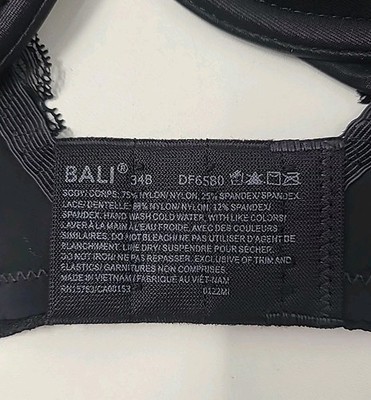 BALI® 34B DF6580
BODY/CORPS: 75% NYLON/NYLON, 25% SPANDEX/SPANDEX.
LACE/DENTELLE: 88% NYLON/NYLON, 12% SPANDEX/
SPANDEX. HAND WASH COLD WATER, WITH LIKE COLORS/
LAVER À LA MAIN À L'EAU FROIDE, AVEC DES COULEURS
SIMILAIRES. DO NOT BLEACH/NE PAS UTILISER D'AGENT DE
BLANCHIMENT. LINE DRY/SUSPENDRE POUR SÉCHER.
DO NOT IRON/NE PAS REPASSER. EXCLUSIVE OF TRIM AND
ELASTICS/ GARNITURES NON COMPRISES.
MADE IN VIETNAM / FABRIQUÉ AU VIÊT-NAM
RN15763/CA00153 0122MI